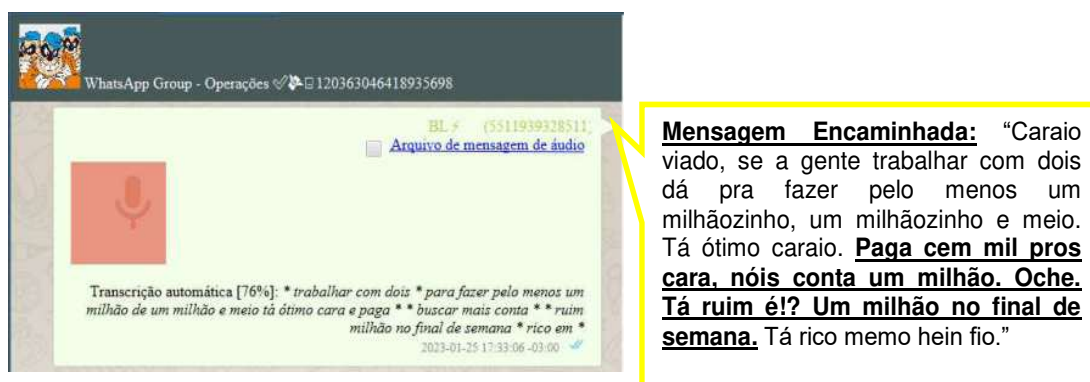 WhatsApp Group - Operações 120363046418935698
BL⚡ (5511939328511)
Arquivo de mensagem de áudio
Transcrição automática [76%]: * trabalhar com dois * para fazer pelo menos um
milhão de um milhão e meio tá ótimo cara e paga * * buscar mais conta * * ruim
milhão no final de semana * rico em *
2023-01-25 17:33:06 -03:00
Mensagem Encaminhada: “Caraio
viado, se a gente trabalhar com dois
dá pra fazer pelo menos um
milhãozinho, um milhãozinho e meio.
Tá ótimo caraio. Paga cem mil pros
cara, nóis conta um milhão. Oche.
Tá ruim é!? Um milhão no final de
semana. Tá rico memo hein fio.”